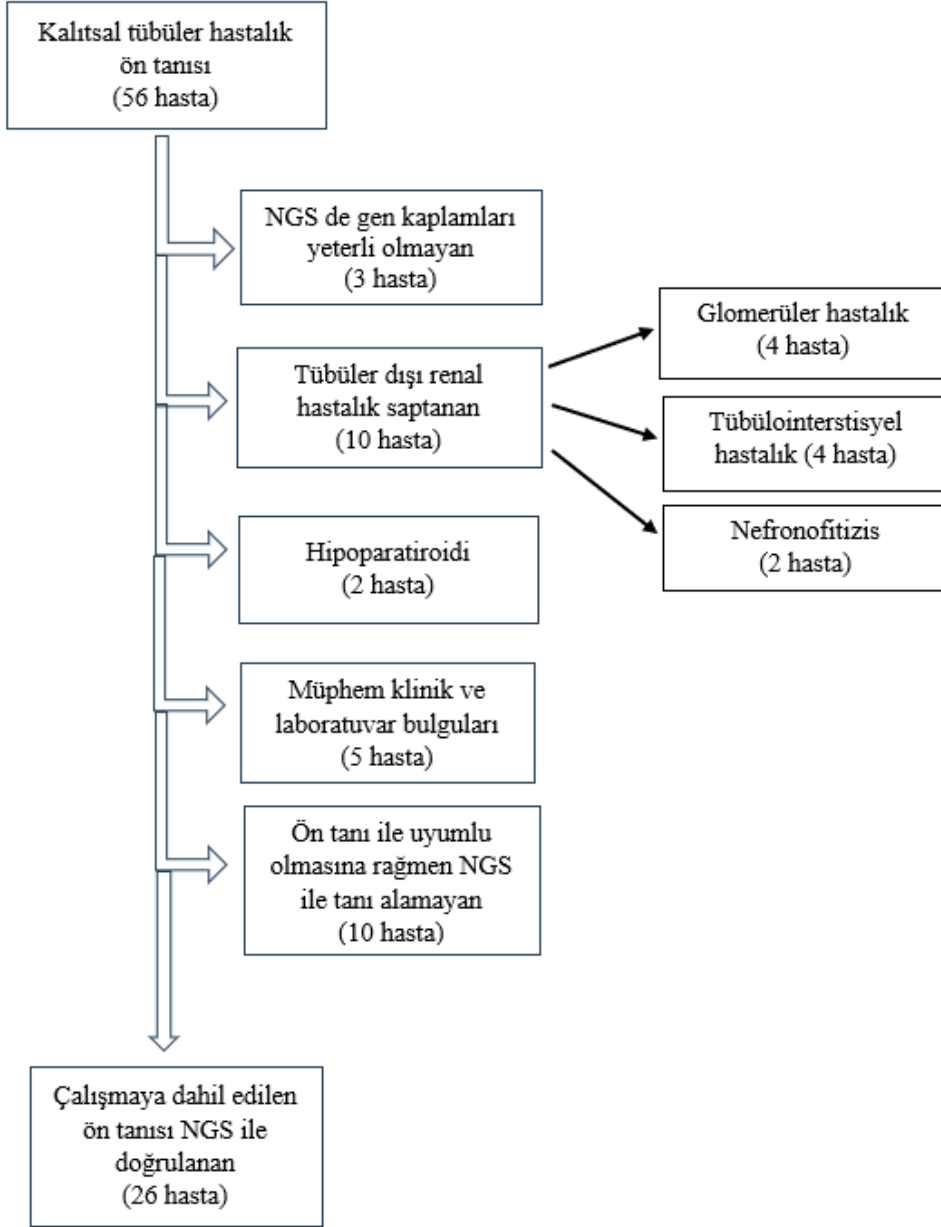 Kalıtsal tübüler hastalık
ön tanısı
(56 hasta)
NGS de gen kaplamları
yeterli olmayan
(3 hasta)
Tübüler dışı renal
hastalık saptanan
(10 hasta)
Glomerüler hastalık
(4 hasta)
Tübülointerstisyel
hastalık (4 hasta)
Nefronofitizis
(2 hasta)
Hipoparatiroidi
(2 hasta)
Müphem klinik ve
laboratuvar bulguları
(5 hasta)
Ön tanı ile uyumlu
olmasına rağmen NGS
ile tanı alamayan
(10 hasta)
Çalışmaya dahil edilen
ön tanısı NGS ile
doğrulanan
(26 hasta)